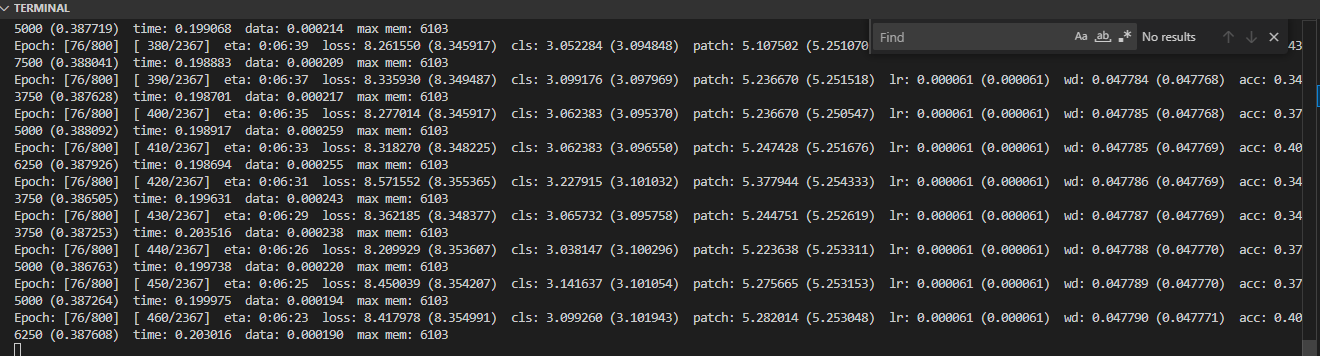 TERMINAL
5000 (0.387719) time: 0.199068 data: 0.000214 max mem: 6103
Find Aa ab .* No results
Epoch: [76/800] [ 380/2367] eta: 0:06:39 loss: 8.261550 (8.345917) cls: 3.052284 (3.094848) patch: 5.107502 (5.251070 43
7500 (0.388041) time: 0.198883 data: 0.000209 max mem: 6103
Epoch: [76/800] [ 390/2367] eta: 0:06:37 loss: 8.335930 (8.349487) cls: 3.099176 (3.097969) patch: 5.236670 (5.251518) lr: 0.000061 (0.000061) wd: 0.047784 (0.047768) acc: 0.34
3750 (0.387628) time: 0.198701 data: 0.000217 max mem: 6103
Epoch: [76/800] [ 400/2367] eta: 0:06:35 loss: 8.277014 (8.345917) cls: 3.062383 (3.095370) patch: 5.236670 (5.250547) lr: 0.000061 (0.000061) wd: 0.047785 (0.047768) acc: 0.37
5000 (0.388092) time: 0.198917 data: 0.000259 max mem: 6103
Epoch: [76/800] [ 410/2367] eta: 0:06:33 loss: 8.318270 (8.348225) cls: 3.062383 (3.096550) patch: 5.247428 (5.251676) lr: 0.000061 (0.000061) wd: 0.047785 (0.047769) acc: 0.40
6250 (0.387926) time: 0.198694 data: 0.000255 max mem: 6103
Epoch: [76/800] [ 420/2367] eta: 0:06:31 loss: 8.571552 (8.355365) cls: 3.227915 (3.101032) patch: 5.377944 (5.254333) lr: 0.000061 (0.000061) wd: 0.047786 (0.047769) acc: 0.34
3750 (0.386505) time: 0.199631 data: 0.000243 max mem: 6103
Epoch: [76/800] [ 430/2367] eta: 0:06:29 loss: 8.362185 (8.348377) cls: 3.065732 (3.095758) patch: 5.244751 (5.252619) lr: 0.000061 (0.000061) wd: 0.047787 (0.047769) acc: 0.34
3750 (0.387253) time: 0.203516 data: 0.000238 max mem: 6103
Epoch: [76/800] [ 440/2367] eta: 0:06:26 loss: 8.209929 (8.353607) cls: 3.038147 (3.100296) patch: 5.223638 (5.253311) lr: 0.000061 (0.000061) wd: 0.047788 (0.047770) acc: 0.37
5000 (0.386763) time: 0.199738 data: 0.000220 max mem: 6103
Epoch: [76/800] [ 450/2367] eta: 0:06:25 loss: 8.450039 (8.354207) cls: 3.141637 (3.101054) patch: 5.275665 (5.253153) lr: 0.000061 (0.000061) wd: 0.047789 (0.047770) acc: 0.37
5000 (0.387264) time: 0.199975 data: 0.000194 max mem: 6103
Epoch: [76/800] [ 460/2367] eta: 0:06:23 loss: 8.417978 (8.354991) cls: 3.099260 (3.101943) patch: 5.282014 (5.253048) lr: 0.000061 (0.000061) wd: 0.047790 (0.047771) acc: 0.40
6250 (0.387608) time: 0.203016 data: 0.000190 max mem: 6103